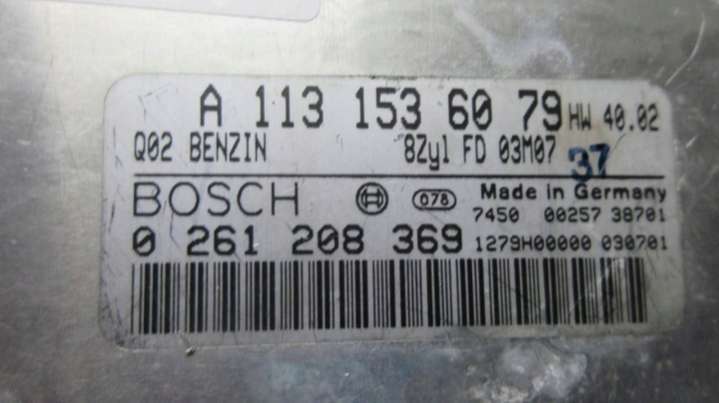 A 113 153 60 79 HW 40.02
Q02 BENZIN 8Zyl FD 03M07 37
BOSCH 078 Made in Germany
7450 00257 38701
0 261 208 369 1279H00000 030701